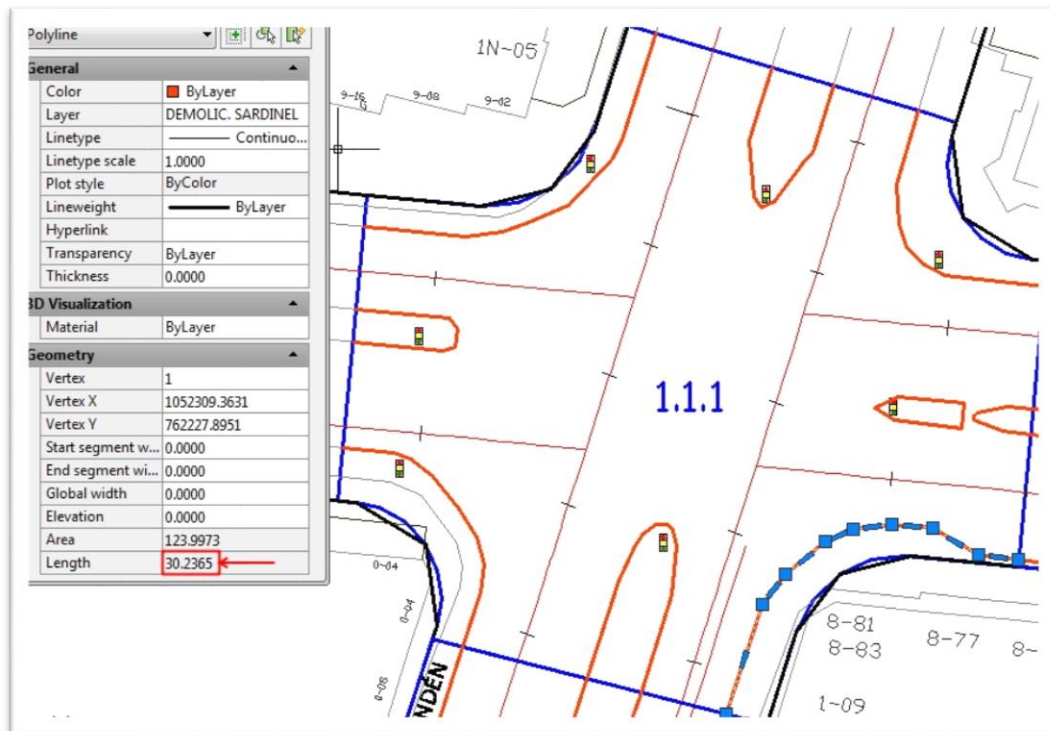 Polyline
General
Color ByLayer
Layer DEMOLIC. SARDINEL
Linetype Continuo...
Linetype scale 1.0000
Plot style ByColor
Lineweight ByLayer
Hyperlink
Transparency ByLayer
Thickness 0.0000
3D Visualization
Material ByLayer
Geometry
Vertex 1
Vertex X 1052309.3631
Vertex Y 762227.8951
Start segment w... 0.0000
End segment wi... 0.0000
Global width 0.0000
Elevation 0.0000
Area 123.9973
Length 30.2365
1N-05
9-16
9-08
9-02
1.1.1
0-04
0-04
0-08
NDÉN
8-81
8-83
8-77
8-
1-09